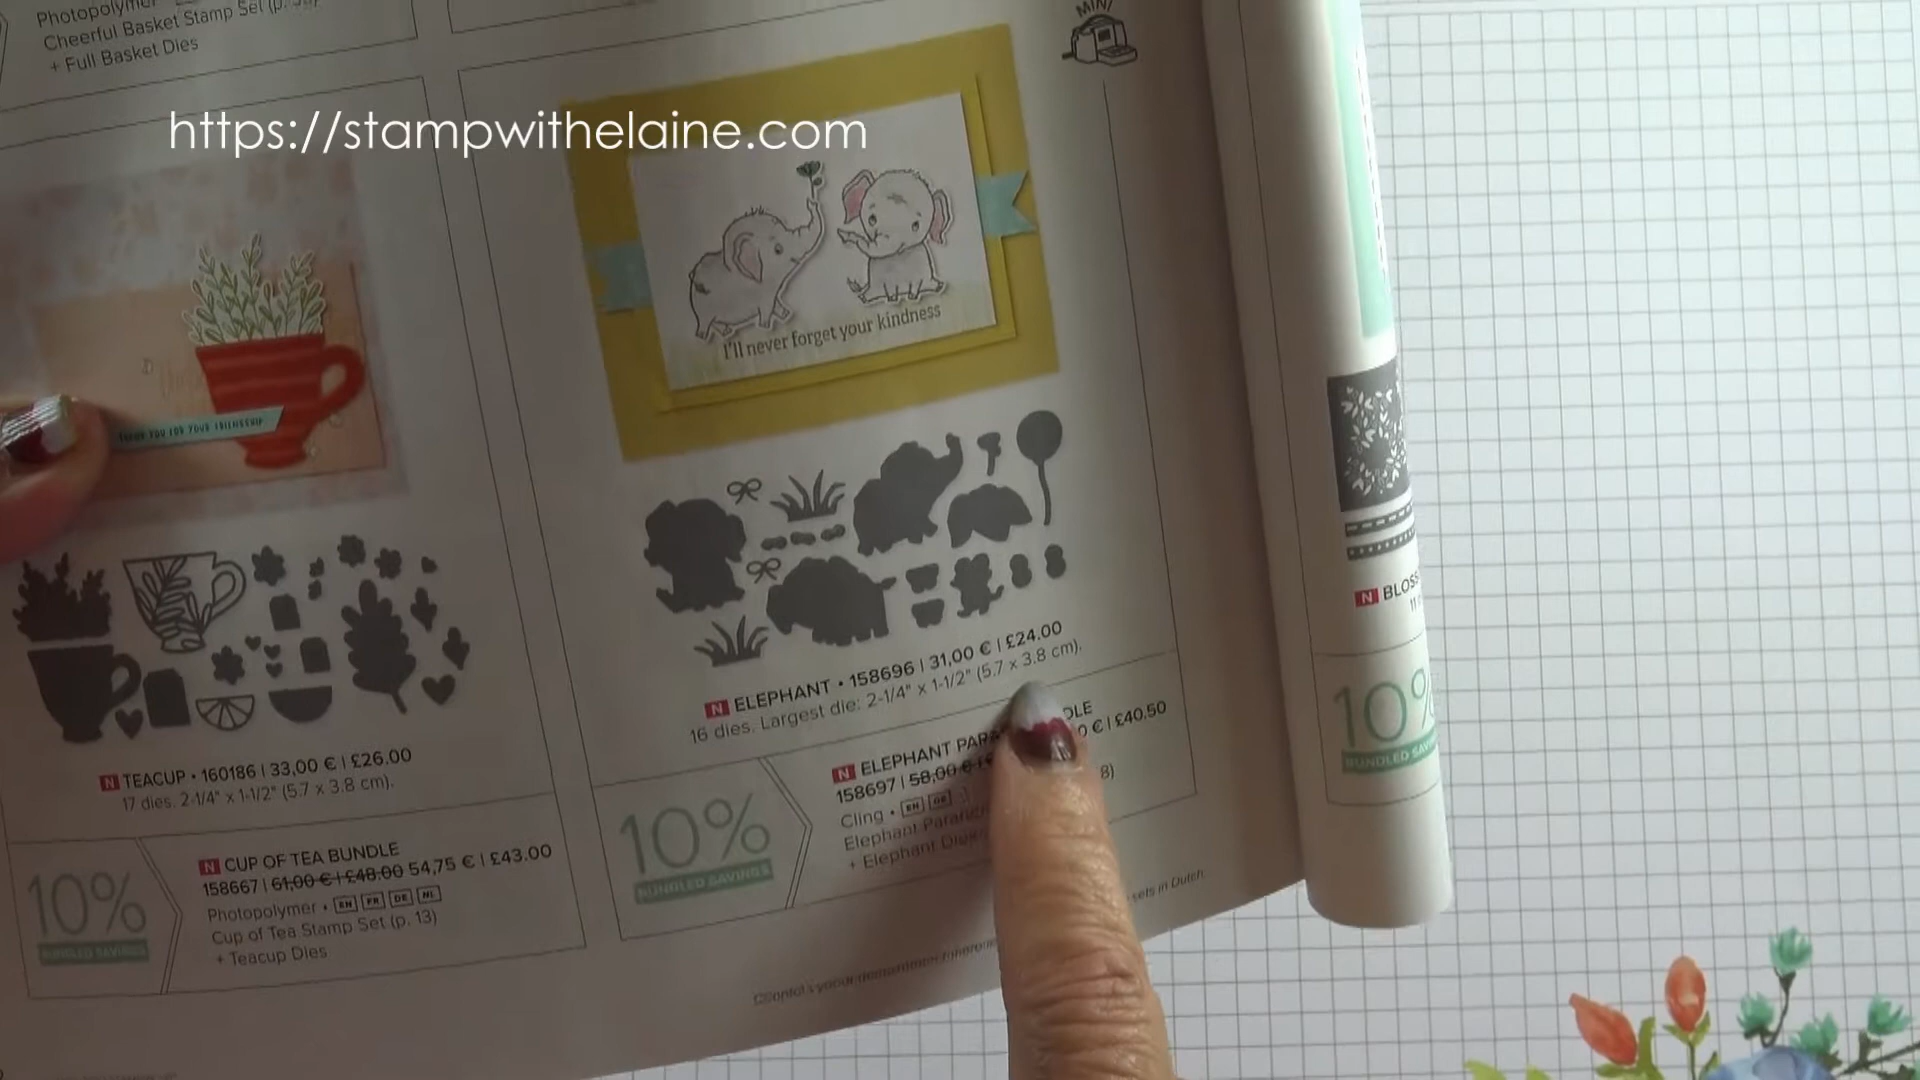 Photopolymer
Cheerful Basket Stamp Set (p.
+ Full Basket Dies
MINI
https://stampwithelaine.com
I'll never forget your kindness
THANK YOU FOR YOUR FRIENDSHIP
N ELEPHANT • 158696 | 31,00 € | £24.00
16 dies. Largest die: 2-1/4" x 1-1/2" (5.7 x 3.8 cm).
N TEACUP • 160186 | 33,00 € | £26.00
17 dies. 2-1/4" x 1-1/2" (5.7 x 3.8 cm).
10%
BUNDLED SAVINGS
N CUP OF TEA BUNDLE
158667 | 61,00 € | £48.00 54,75 € | £43.00
Photopolymer • EN FR DE NL
Cup of Tea Stamp Set (p. 13)
+ Teacup Dies
10%
BUNDLED SAVINGS
N ELEPHANT
158697 | 58,00 € | € | £40.50
Cling • EN DE
Elephant
+ Elephant Dies
sets in Dutch
N
10%
BUNDLED